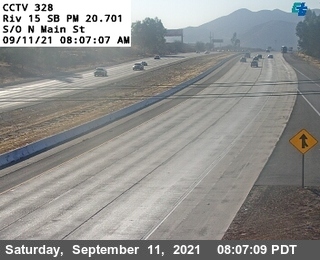 CCTV 328
Riv 15 SB PM 20.701
S/O N Main St
09/11/21 08:07:07 AM
Saturday, September 11, 2021 08:07:09 PDT